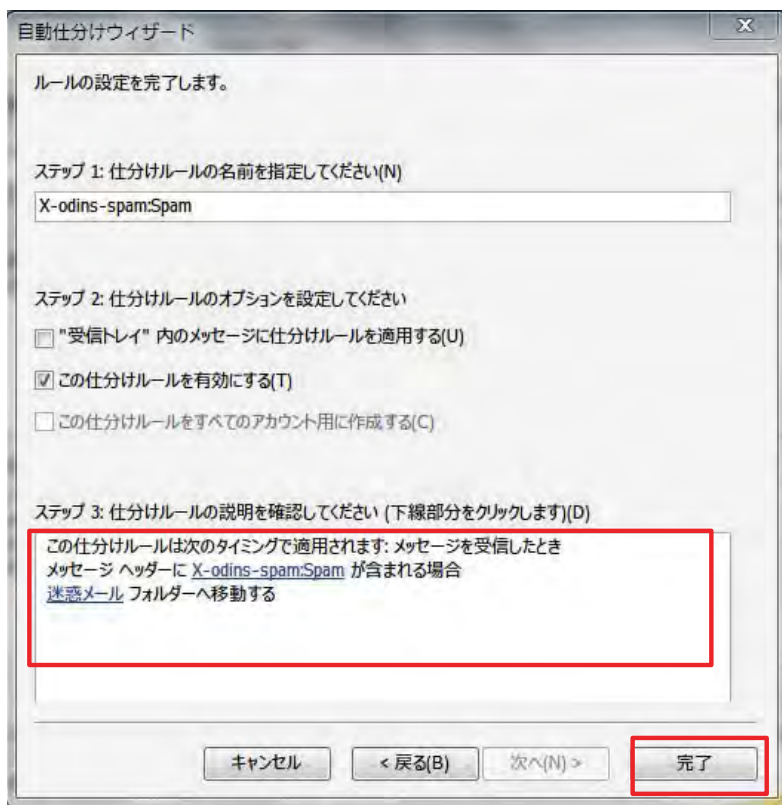 自動仕分けウィザード
ルールの設定を完了します。
ステップ 1: 仕分けルールの名前を指定してください(N)
X-odins-spam:Spam
ステップ 2: 仕分けルールのオプションを設定してください
"受信トレイ" 内のメッセージに仕分けルールを適用する(U)
この仕分けルールを有効にする(T)
この仕分けルールをすべてのアカウント用に作成する(C)
ステップ 3: 仕分けルールの説明を確認してください (下線部分をクリックします)(D)
この仕分けルールは次のタイミングで適用されます: メッセージを受信したとき
メッセージ ヘッダーに X-odins-spam:Spam が含まれる場合
迷惑メール フォルダーへ移動する
キャンセル < 戻る(B) 次へ(N) > 完了